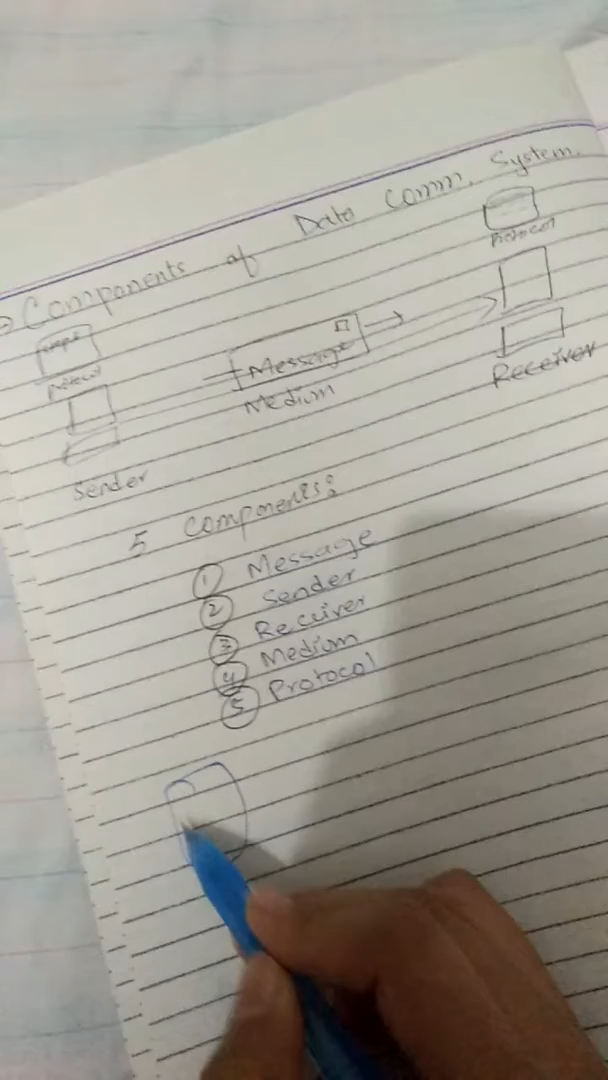 Components of Data Comm. System.
Protocol
Protocol
Message
Medium
Sender
Receiver
5 Components:
① Message
② Sender
③ Receiver
④ Medium
⑤ Protocol